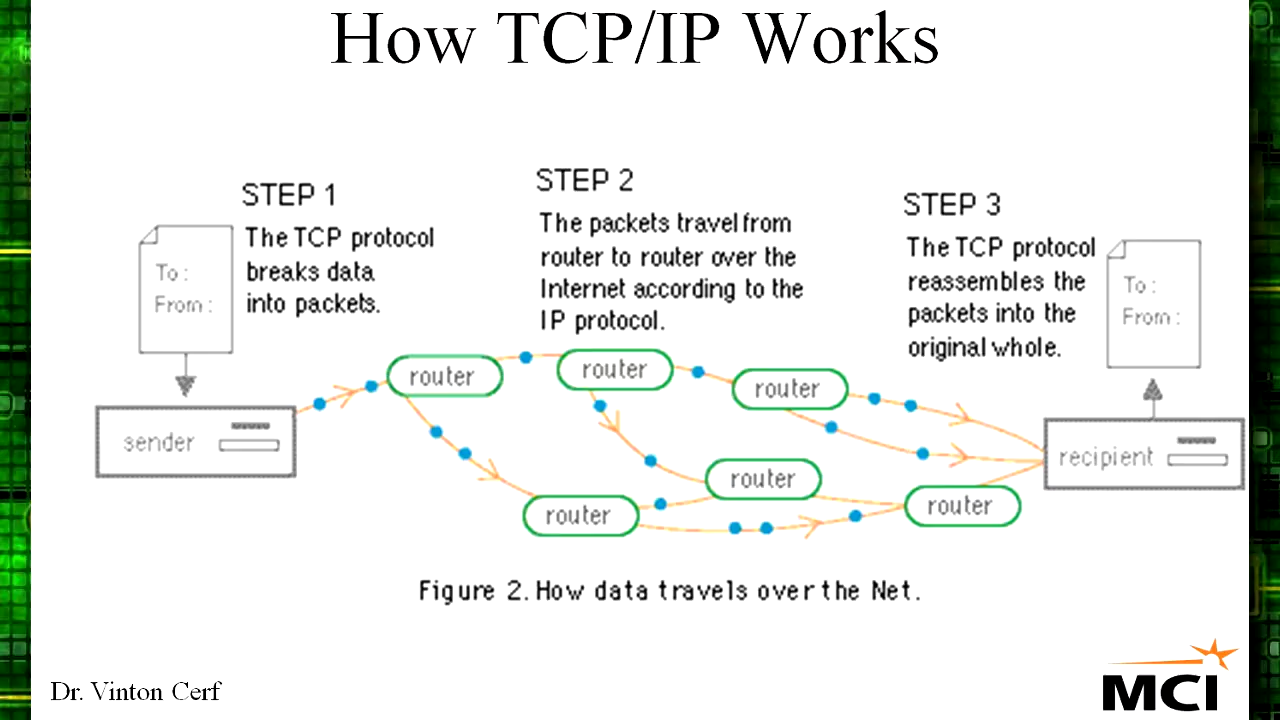 How TCP/IP Works
STEP 1
The TCP protocol
breaks data
into packets.
STEP 2
The packets travel from
router to router over the
Internet according to the
IP protocol.
STEP 3
The TCP protocol
reassembles the
packets into the
original whole.
To :
From :
To :
From :
sender
router
router
router
router
router
router
recipient
Figure 2. How data travels over the Net.
Dr. Vinton Cerf
MCI